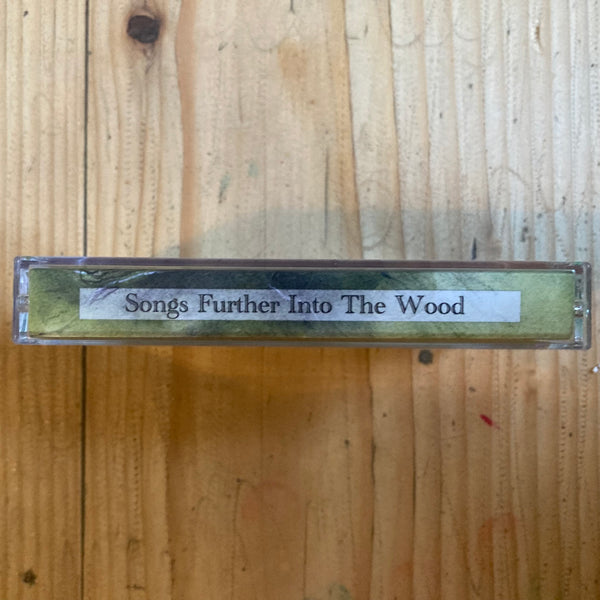 Songs Further Into The Wood